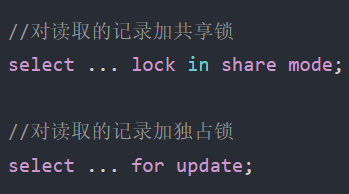 //对读取的记录加共享锁
select ... lock in share mode;
//对读取的记录加独占锁
select ... for update;